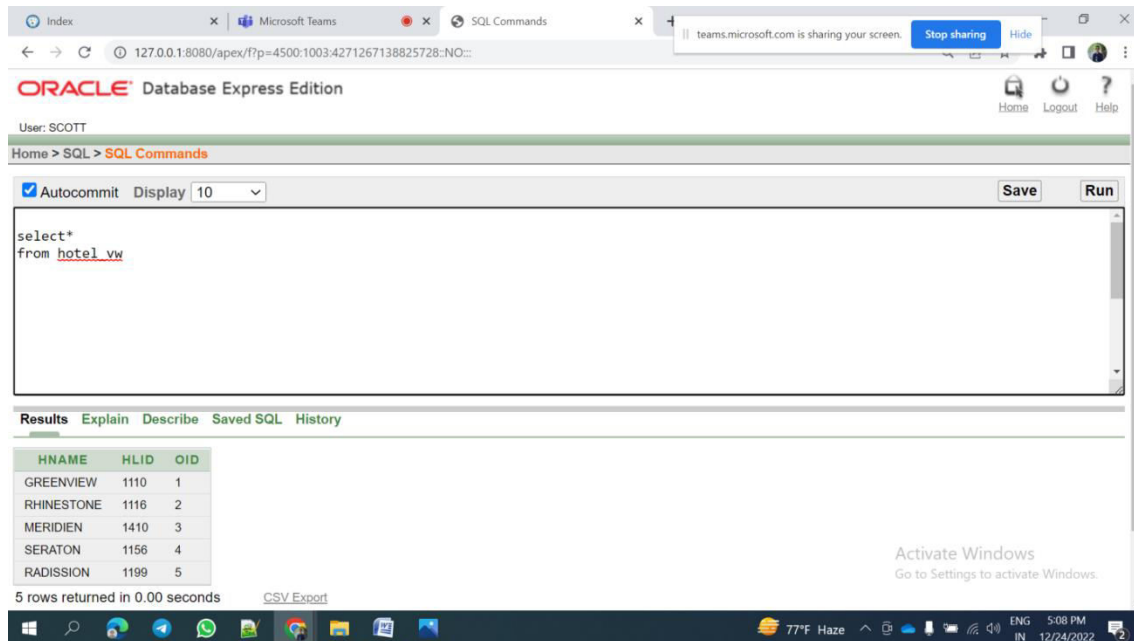 Index
Microsoft Teams
SQL Commands
teams.microsoft.com is sharing your screen.
Stop sharing
Hide
127.0.0.1:8080/apex/f?p=4500:1003:4271267138825728::NO:::
ORACLE Database Express Edition
Home Logout Help
User: SCOTT
Home > SQL > SQL Commands
Autocommit Display 10
Save Run
select*
from hotel_vw
Results Explain Describe Saved SQL History
HNAME HLID OID
GREENVIEW 1110 1
RHINESTONE 1116 2
MERIDIEN 1410 3
SERATON 1156 4
RADISSION 1199 5
5 rows returned in 0.00 seconds CSV Export
Activate Windows
Go to Settings to activate Windows.
77°F Haze
ENG
IN
5:08 PM
12/24/2022
2